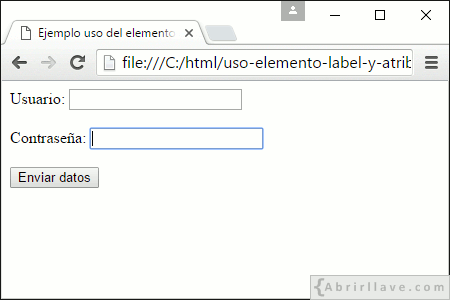 Ejemplo uso del elemento
file:///C:/html/uso-elemento-label-y-atrib
Usuario:
Contraseña:
Enviar datos
{Abrirllave.com